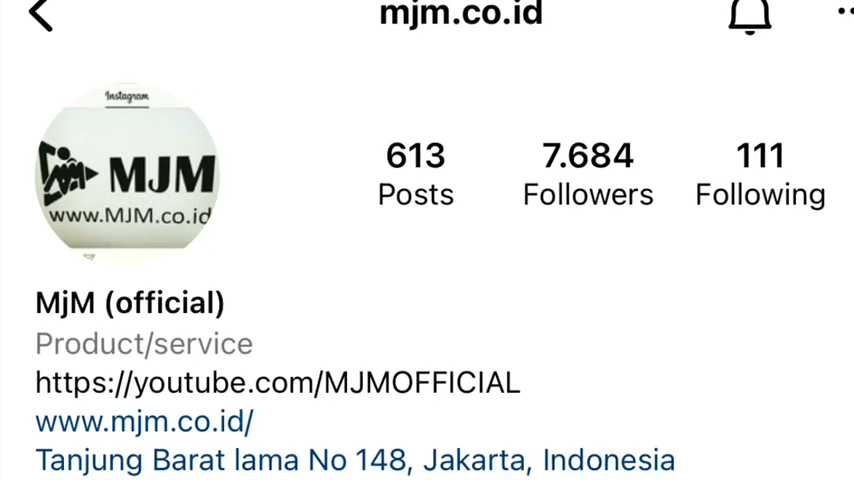 mjm.co.id
Instagram
MJM
www.MJM.co.id
613 7.684 111
Posts Followers Following
MjM (official)
Product/service
https://youtube.com/MJMOFFICIAL
www.mjm.co.id/
Tanjung Barat lama No 148, Jakarta, Indonesia